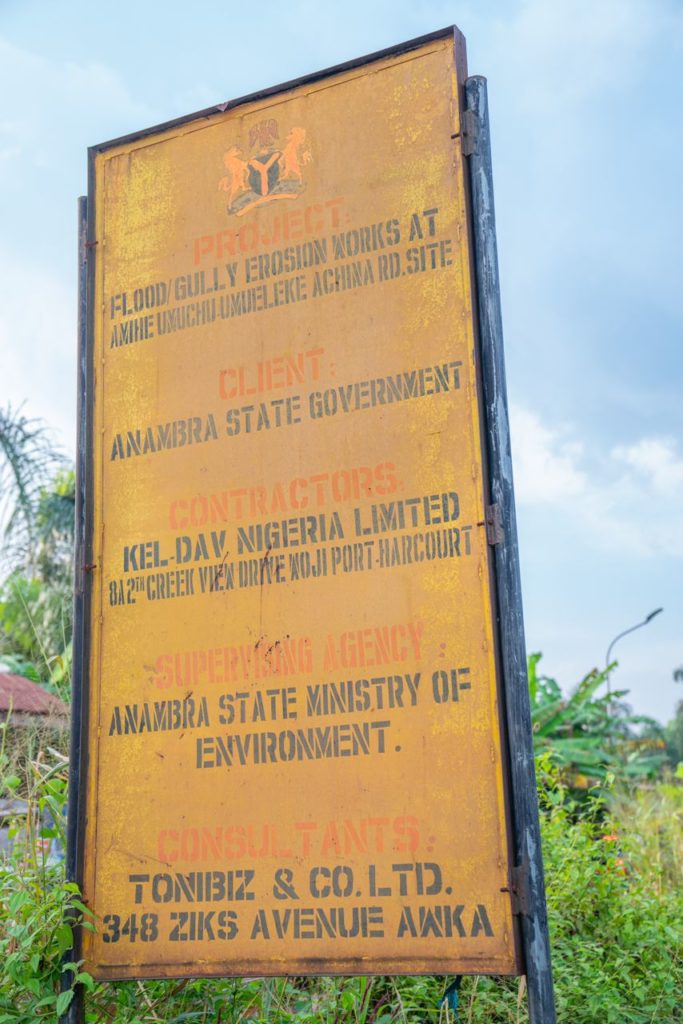 PROJECT:
FLOOD/GULLY EROSION WORKS AT
AMIHE UMUCHU-UMUELEKE ACHINA RD.SITE
CLIENT:
ANAMBRA STATE GOVERNMENT
CONTRACTORS:
KEL-DAV NIGERIA LIMITED
8A 2TH CREEK VIEW DRIVE WOJI PORT-HARCOURT
SUPERVISING AGENCY :
ANAMBRA STATE MINISTRY OF
ENVIRONMENT.
CONSULTANTS:
TONIBIZ & CO. LTD.
348 ZIKS AVENUE AWKA